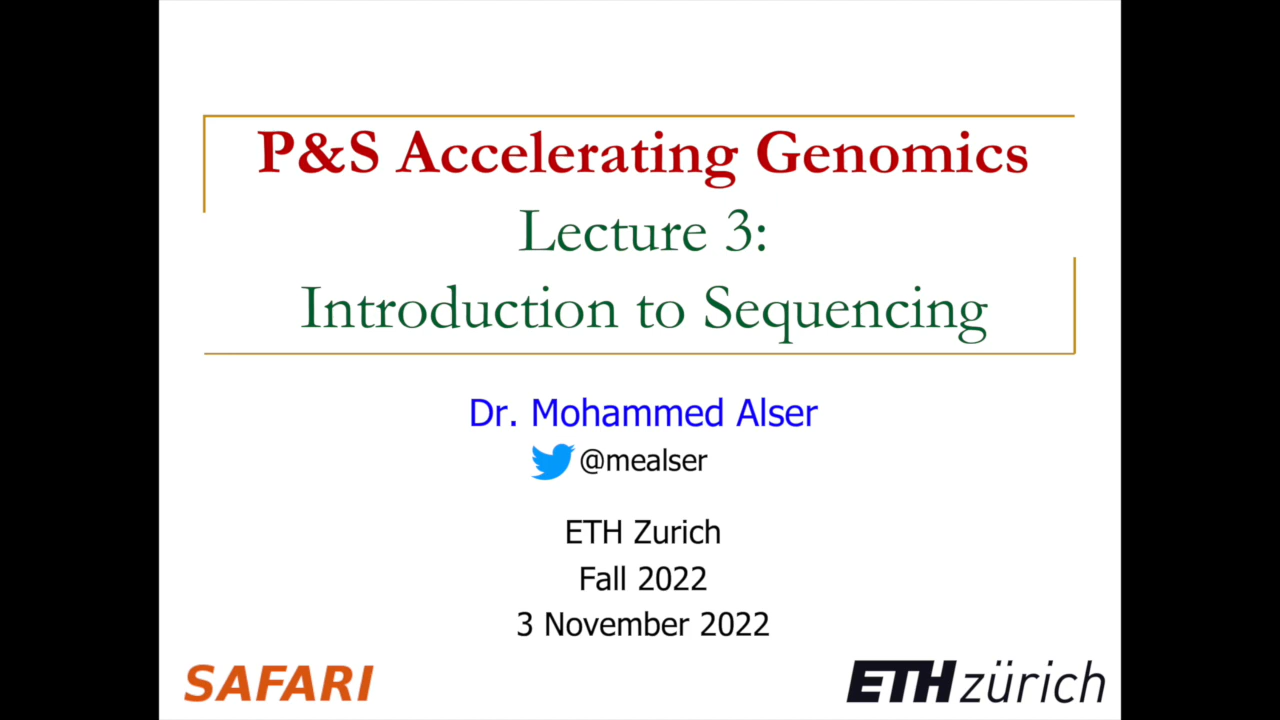 P&S Accelerating Genomics
Lecture 3:
Introduction to Sequencing
Dr. Mohammed Alser
@mealser
ETH Zurich
Fall 2022
3 November 2022
SAFARI
ETH zürich